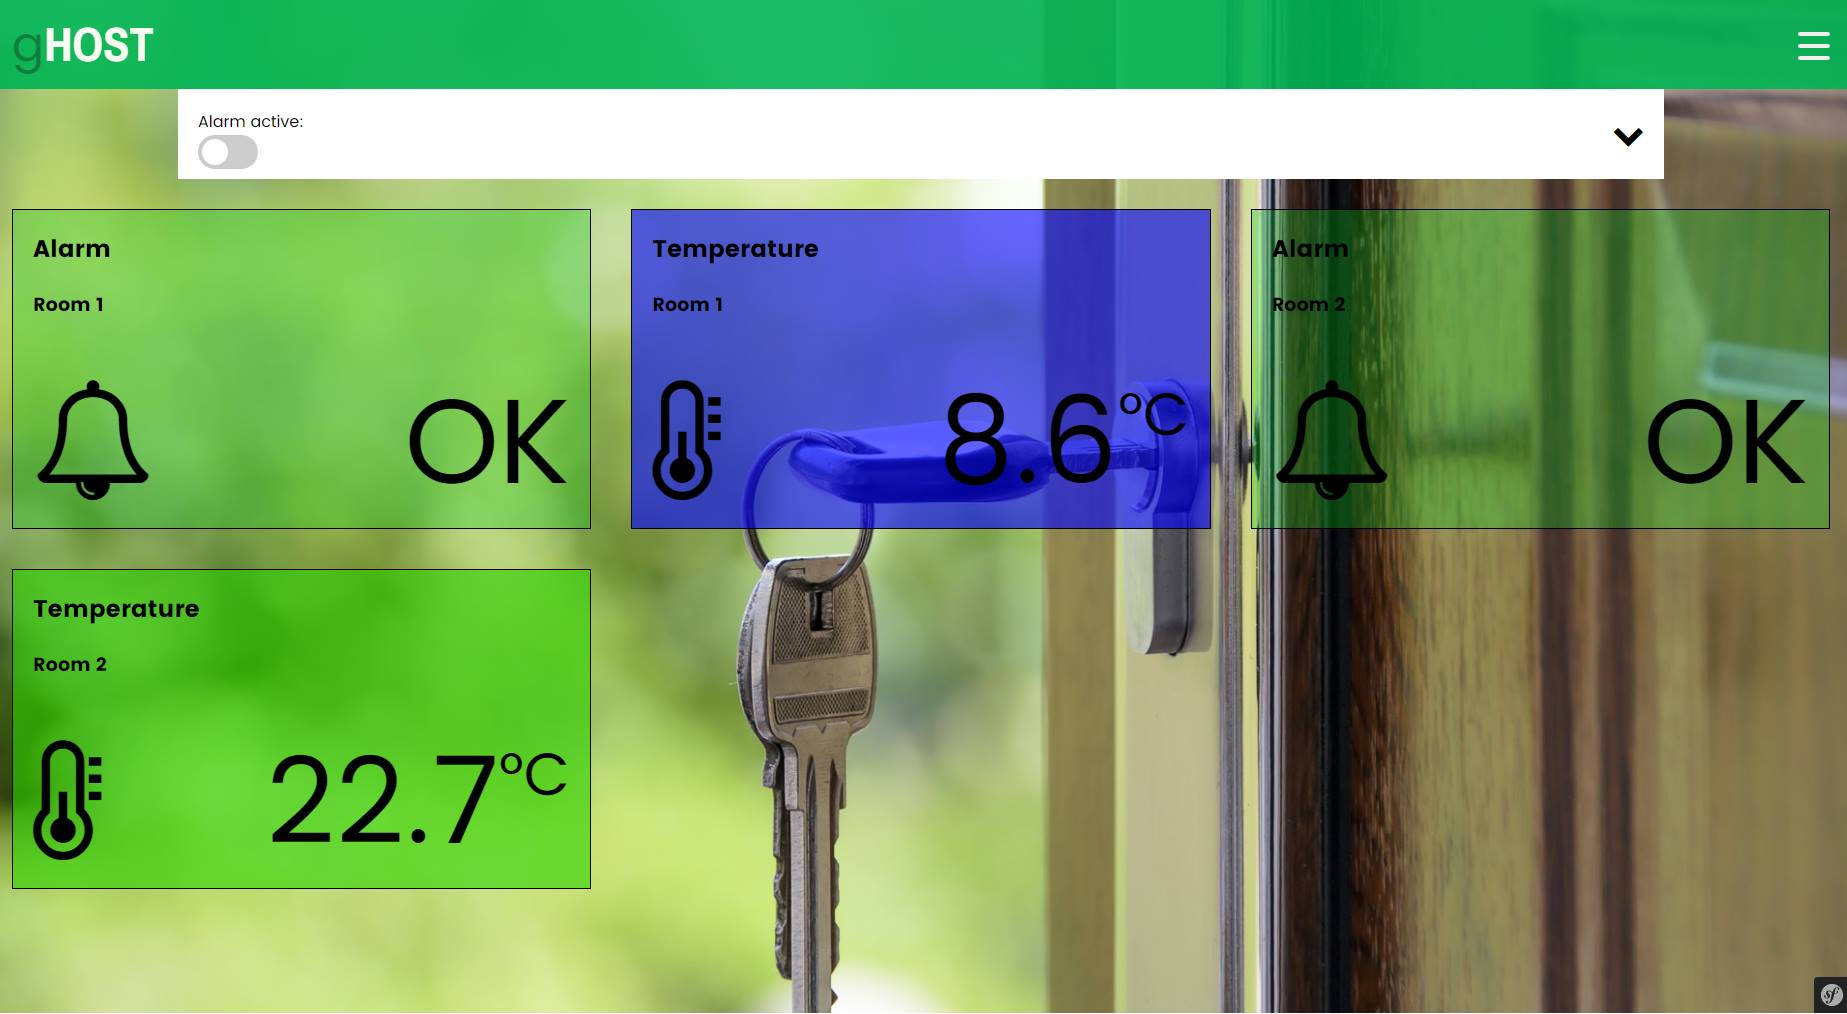 gHOST
Alarm active:
Alarm
Room 1
OK
Temperature
Room 1
8.6°C
Alarm
Room 2
OK
Temperature
Room 2
22.7°C
sf